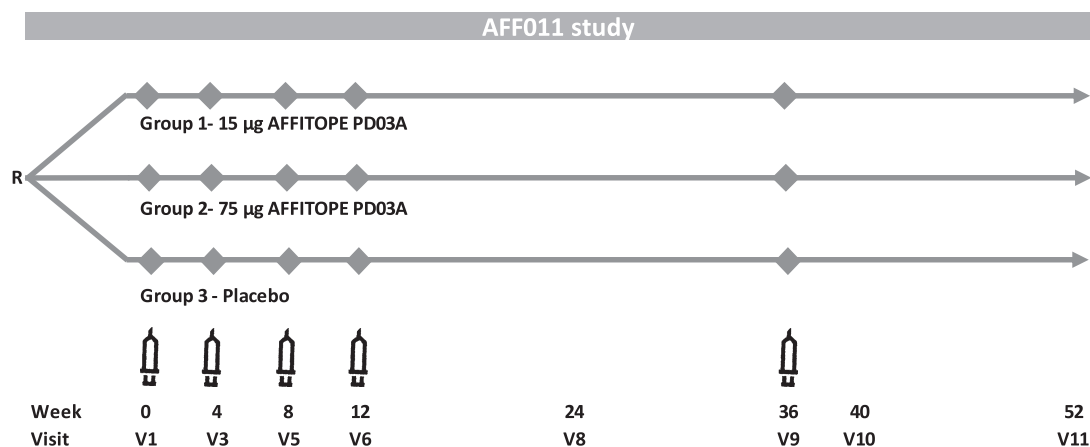 AFF011 study
Group 1- 15 µg AFFITOPE PD03A
R
Group 2- 75 µg AFFITOPE PD03A
Group 3 - Placebo
Week 0 4 8 12 24 36 40 52
Visit V1 V3 V5 V6 V8 V9 V10 V11